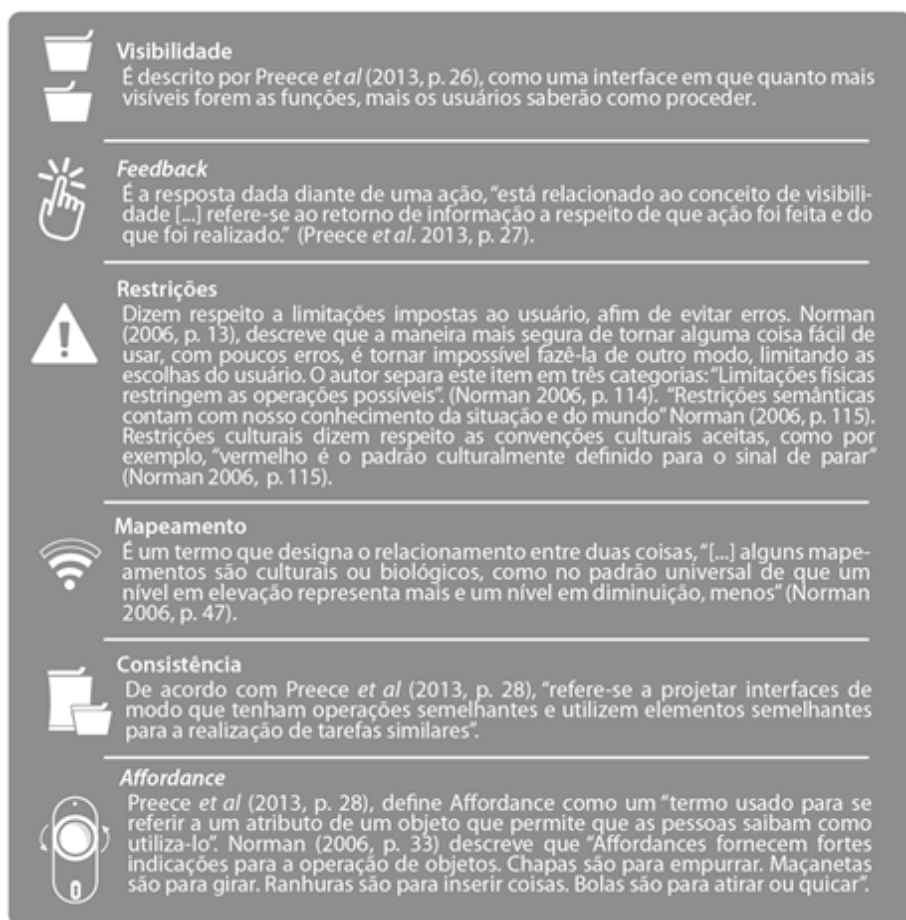 Visibilidade
É descrito por Preece et al (2013, p. 26), como uma interface em que quanto mais
visíveis forem as funções, mais os usuários saberão como proceder.
Feedback
É a resposta dada diante de uma ação, “está relacionado ao conceito de visibili-
dade [...] refere-se ao retorno de informação a respeito de que ação foi feita e do
que foi realizado.” (Preece et al. 2013, p. 27).
Restrições
Dizem respeito a limitações impostas ao usuário, afim de evitar erros. Norman
(2006, p. 13), descreve que a maneira mais segura de tornar alguma coisa fácil de
usar, com poucos erros, é tornar impossível fazê-la de outro modo, limitando as
escolhas do usuário. O autor separa este item em três categorias: “Limitações físicas
restringem as operações possíveis”. (Norman 2006, p. 114). “Restrições semânticas
contam com nosso conhecimento da situação e do mundo” Norman (2006, p. 115).
Restrições culturais dizem respeito as convenções culturais aceitas, como por
exemplo, “vermelho é o padrão culturalmente definido para o sinal de parar”
(Norman 2006, p. 115).
Mapeamento
É um termo que designa o relacionamento entre duas coisas, “[...] alguns mape-
amentos são culturais ou biológicos, como no padrão universal de que um
nível em elevação representa mais e um nível em diminuição, menos” (Norman
2006, p. 47).
Consistência
De acordo com Preece et al (2013, p. 28), “refere-se a projetar interfaces de
modo que tenham operações semelhantes e utilizem elementos semelhantes
para a realização de tarefas similares”.
Affordance
Preece et al (2013, p. 28), define Affordance como um “termo usado para se
referir a um atributo de um objeto que permite que as pessoas saibam como
utiliza-lo”. Norman (2006, p. 33) descreve que “Affordances fornecem fortes
indicações para a operação de objetos. Chapas são para empurrar. Maçanetas
são para girar. Ranhuras são para inserir coisas. Bolas são para atirar ou quicar”.